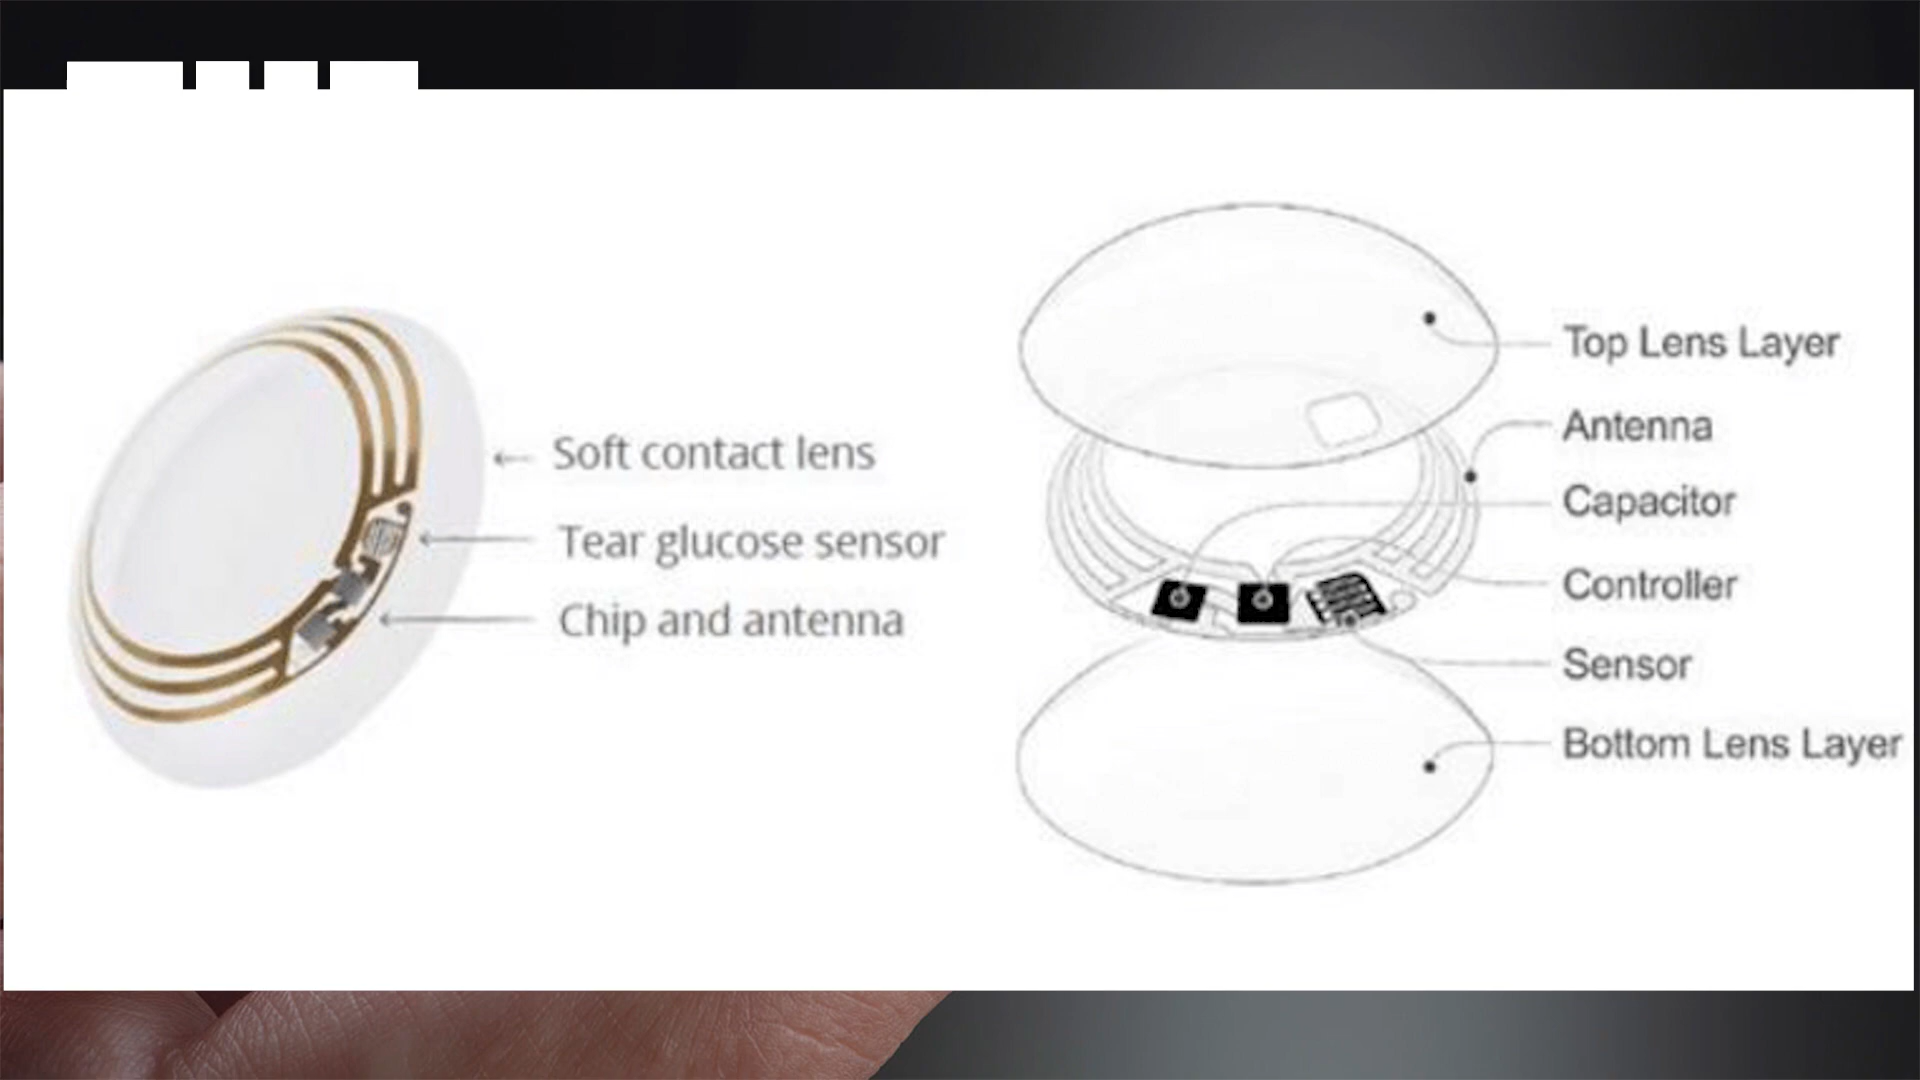 Soft contact lens
Tear glucose sensor
Chip and antenna
Top Lens Layer
Antenna
Capacitor
Controller
Sensor
Bottom Lens Layer